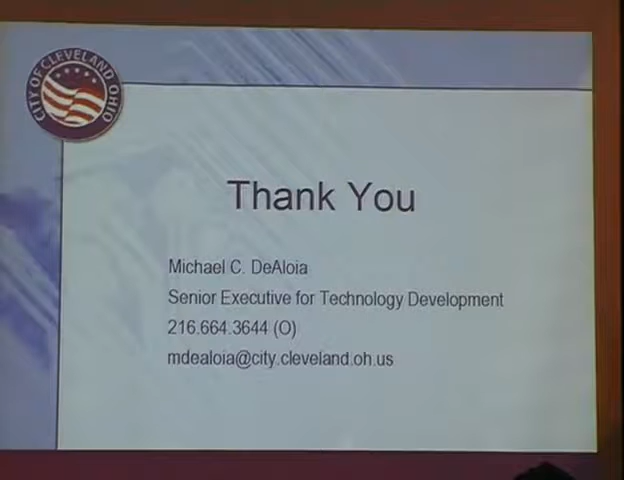 CITY OF CLEVELAND OHIO
Thank You
Michael C. DeAloia
Senior Executive for Technology Development
216.664.3644 (O)
mdealoia@city.cleveland.oh.us